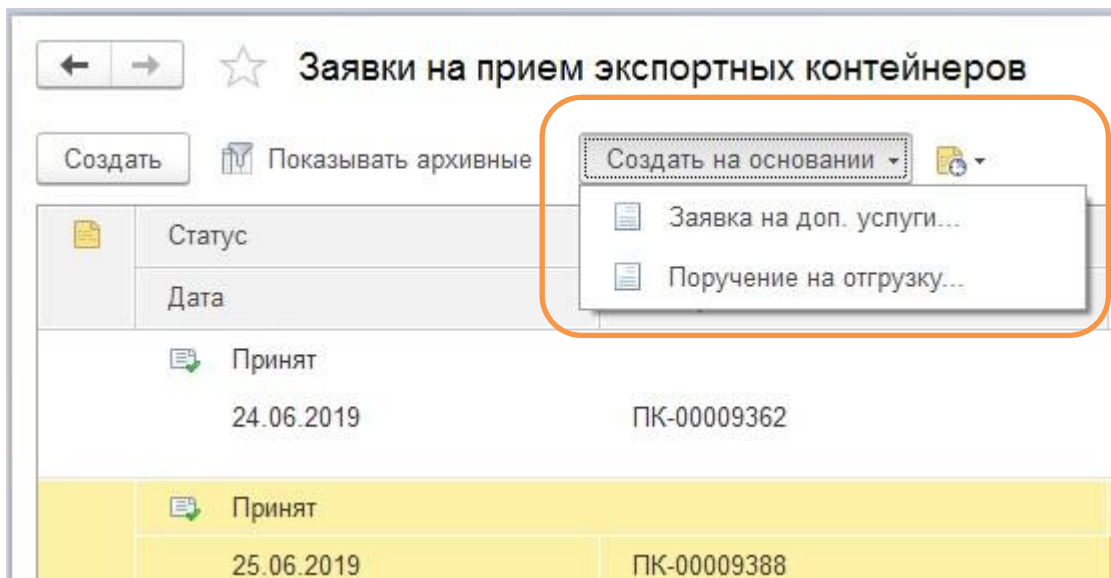 Заявки на прием экспортных контейнеров
Создать Показывать архивные Создать на основании
Статус Заявка на доп. услуги...
Дата Поручение на отгрузку...
Принят
24.06.2019 ПК-00009362
Принят
25.06.2019 ПК-00009388